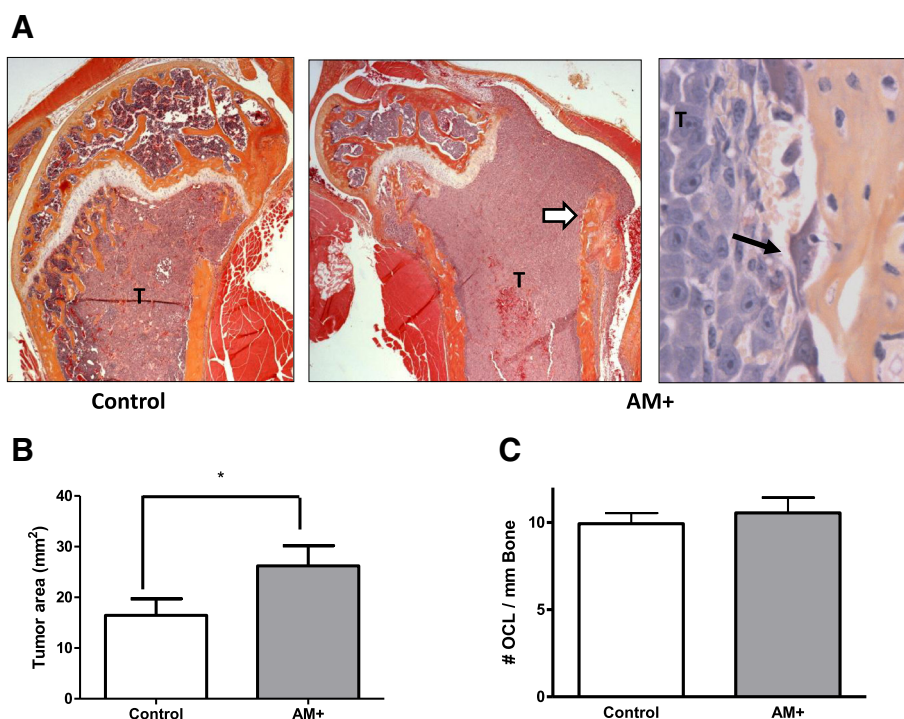 A
T
T
T
Control
AM+
B
C
*
Tumor area (mm²)
40
30
20
10
0
Control
AM+
# OCL / mm Bone
10
5
0
Control
AM+